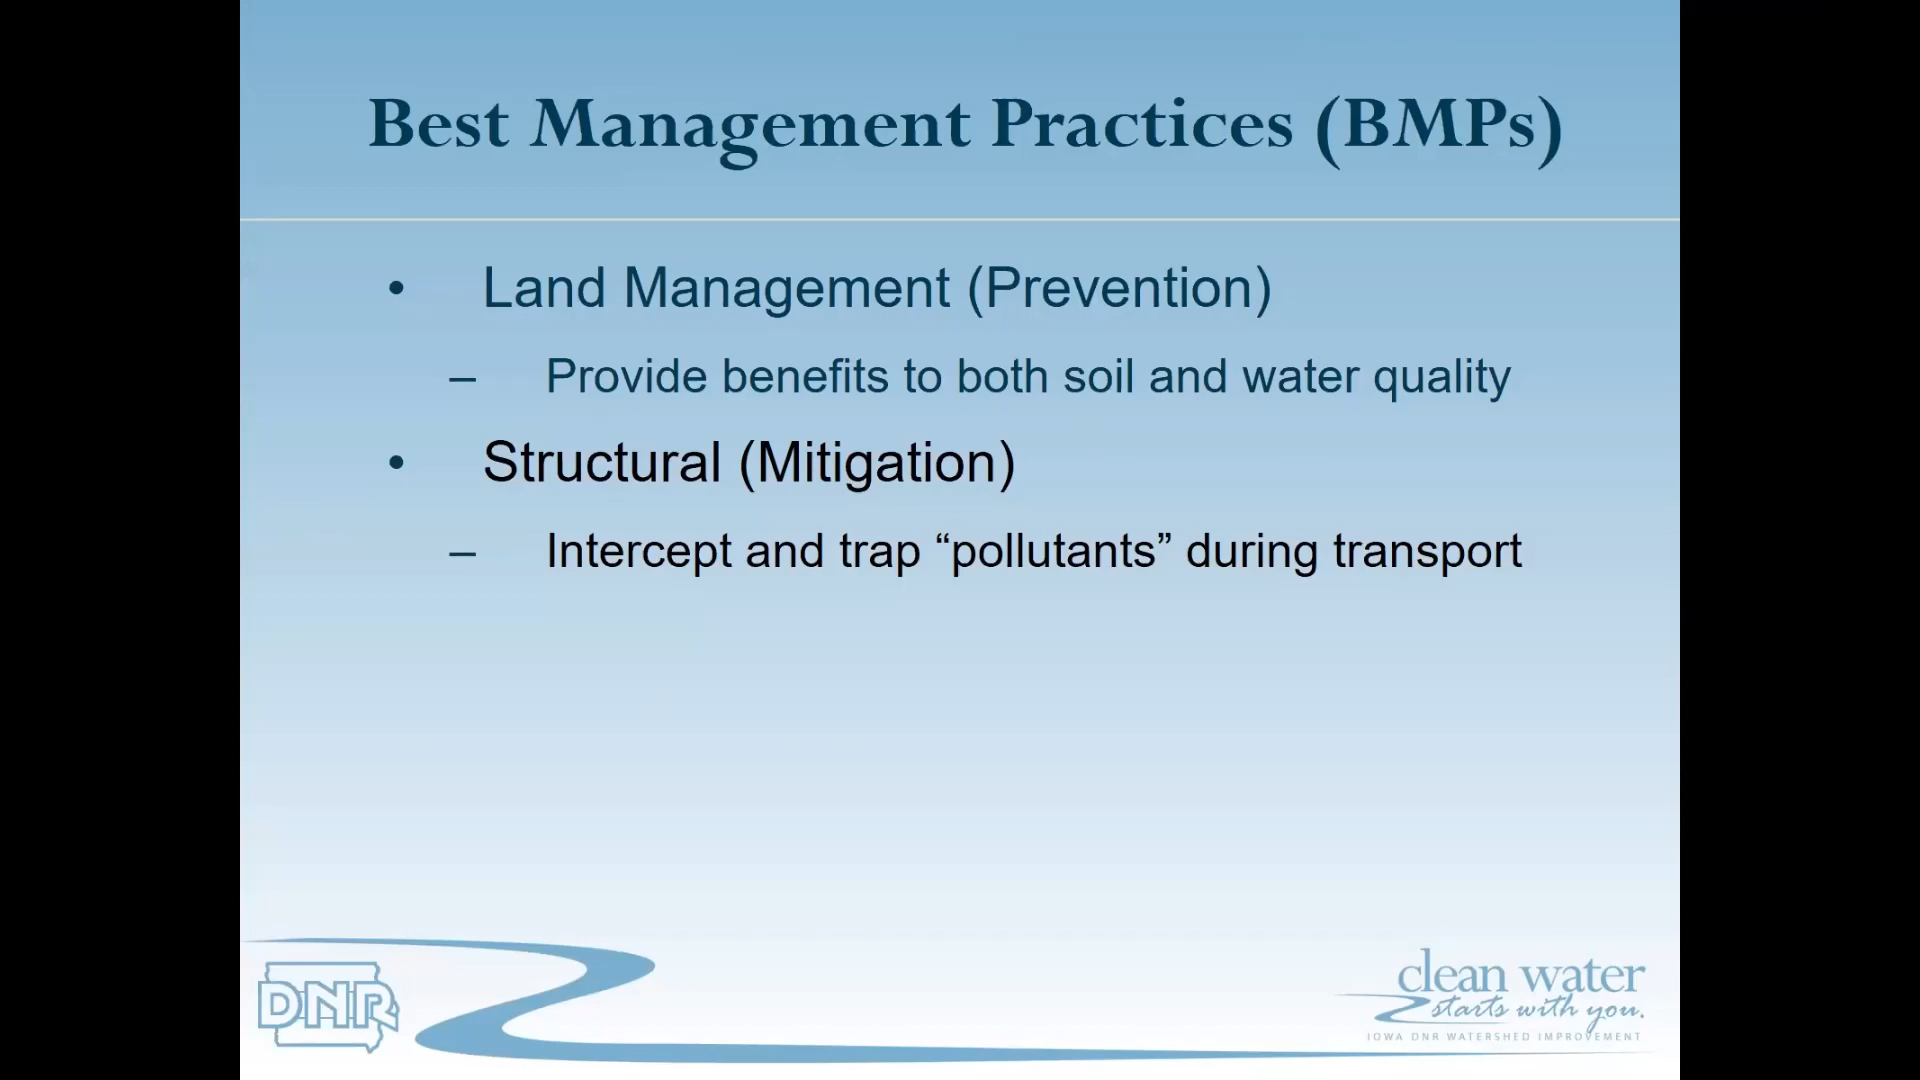 Best Management Practices (BMPs)
• Land Management (Prevention)
– Provide benefits to both soil and water quality
• Structural (Mitigation)
– Intercept and trap “pollutants” during transport
DNR
clean water
starts with you.
IOWA DNR WATERSHED IMPROVEMENT